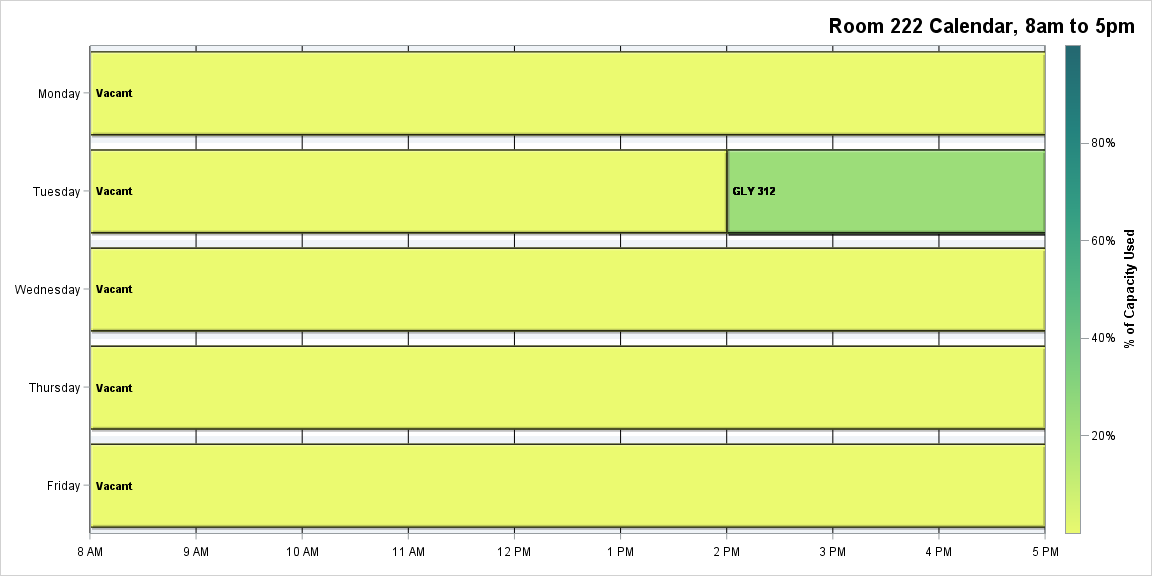 Room 222 Calendar, 8am to 5pm
Monday
Vacant
Tuesday
Vacant
GLY 312
Wednesday
Vacant
Thursday
Vacant
Friday
Vacant
8 AM 9 AM 10 AM 11 AM 12 PM 1 PM 2 PM 3 PM 4 PM 5 PM
80%
60%
40%
20%
% of Capacity Used